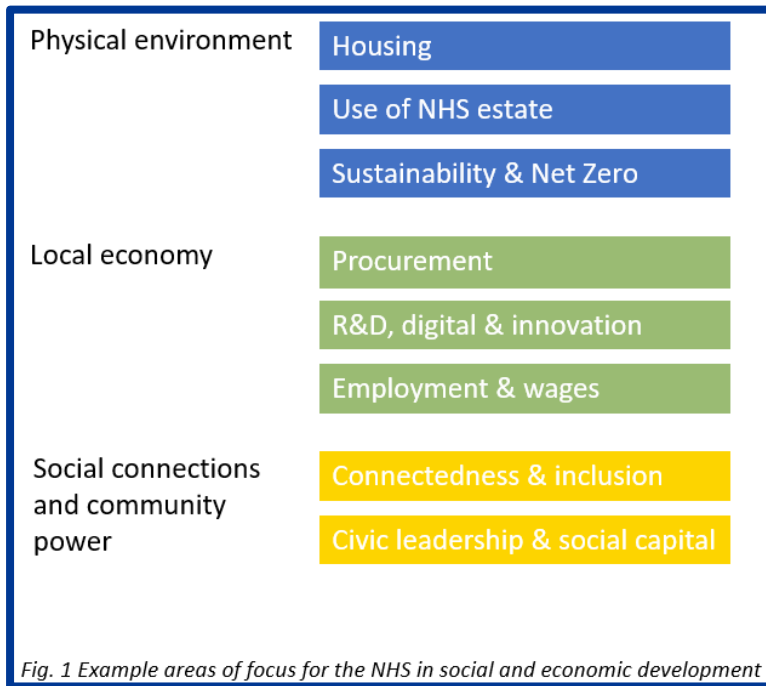 Physical environment
Housing
Use of NHS estate
Sustainability & Net Zero
Local economy
Procurement
R&D, digital & innovation
Employment & wages
Social connections
and community
power
Connectedness & inclusion
Civic leadership & social capital
Fig. 1 Example areas of focus for the NHS in social and economic development